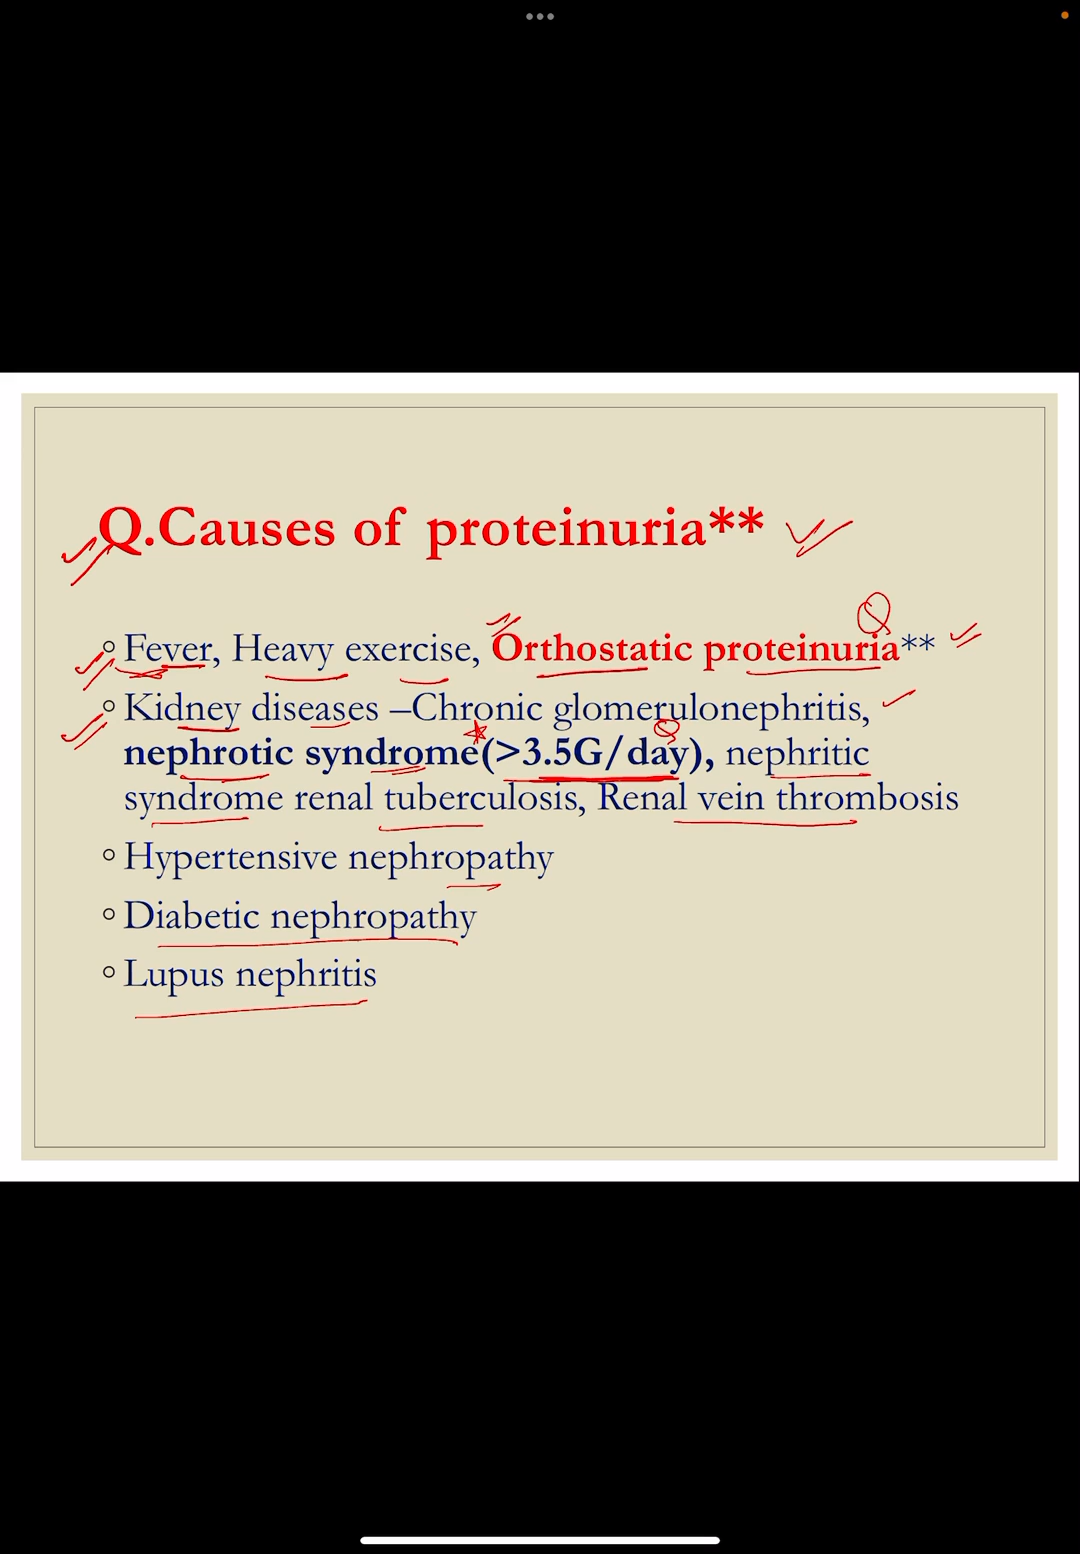 Q.Causes of proteinuria**
Q
Fever, Heavy exercise, Orthostatic proteinuria**
Kidney diseases –Chronic glomerulonephritis,
nephrotic syndrome(>3.5G/day), nephritic
syndrome renal tuberculosis, Renal vein thrombosis
Hypertensive nephropathy
Diabetic nephropathy
Lupus nephritis